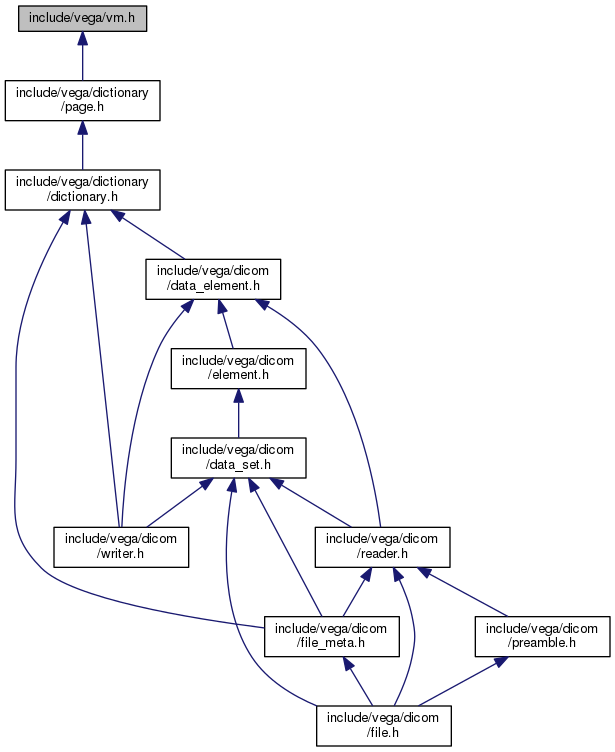 include/vega/vm.h
include/vega/dictionary
/page.h
include/vega/dictionary
/dictionary.h
include/vega/dicom
/data_element.h
include/vega/dicom
/element.h
include/vega/dicom
/data_set.h
include/vega/dicom
/writer.h
include/vega/dicom
/reader.h
include/vega/dicom
/file_meta.h
include/vega/dicom
/preamble.h
include/vega/dicom
/file.h